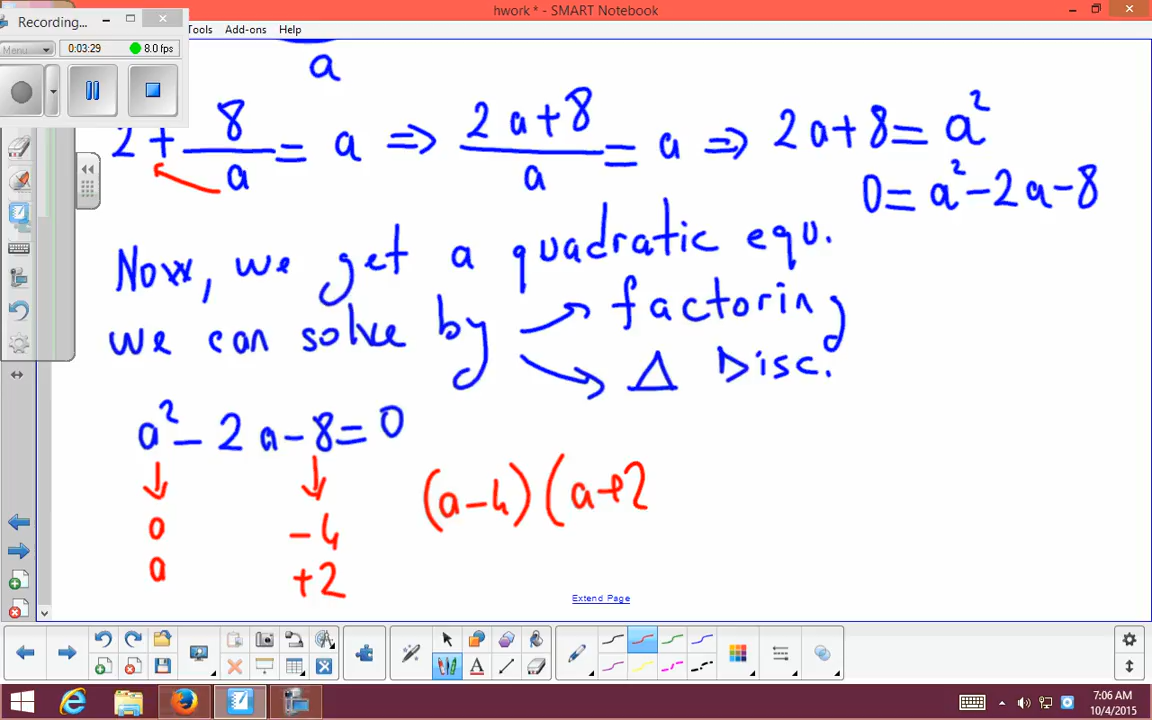 hwork * - SMART Notebook
Recording...
Menu
0:03:29
8.0 fps
Tools Add-ons Help
a
2 + 8/a = a ⇒ (2a+8)/a = a ⇒ 2a+8 = a²
0 = a²-2a-8
Now, we get a quadratic equ.
we can solve by → factoring
→ Δ Disc.
a² - 2a - 8 = 0
(a-4)(a+2
a -4
a +2
Extend Page
A
7:06 AM
10/4/2015